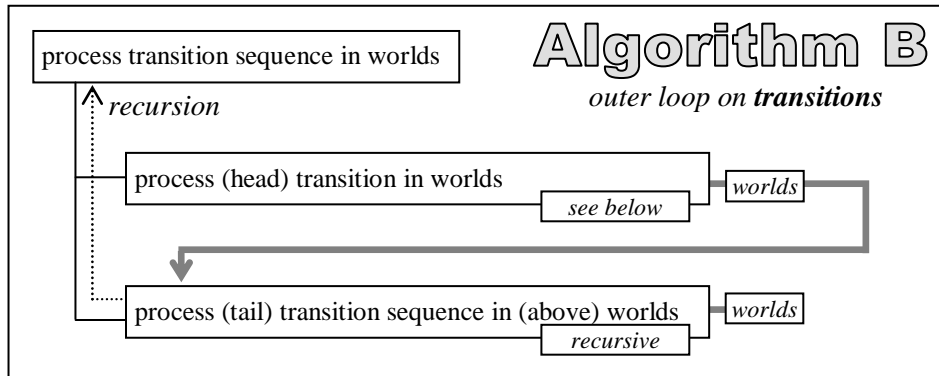 Algorithm B
outer loop on transitions
process transition sequence in worlds
recursion
process (head) transition in worlds
see below
worlds
process (tail) transition sequence in (above) worlds
recursive
worlds